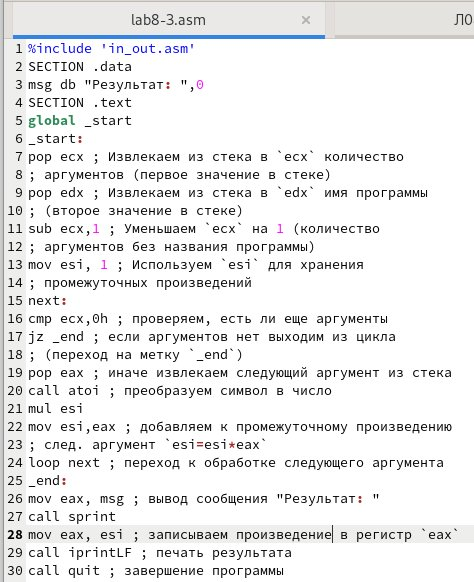 lab8-3.asm ×
1 %include 'in_out.asm'
2 SECTION .data
3 msg db "Результат: ",0
4 SECTION .text
5 global _start
6 _start:
7 pop ecx ; Извлекаем из стека в `ecx` количество
8 ; аргументов (первое значение в стеке)
9 pop edx ; Извлекаем из стека в `edx` имя программы
10 ; (второе значение в стеке)
11 sub ecx,1 ; Уменьшаем `ecx` на 1 (количество
12 ; аргументов без названия программы)
13 mov esi, 1 ; Используем `esi` для хранения
14 ; промежуточных произведений
15 next:
16 cmp ecx,0h ; проверяем, есть ли еще аргументы
17 jz _end ; если аргументов нет выходим из цикла
18 ; (переход на метку `_end`)
19 pop eax ; иначе извлекаем следующий аргумент из стека
20 call atoi ; преобразуем символ в число
21 mul esi
22 mov esi,eax ; добавляем к промежуточному произведению
23 ; след. аргумент `esi=esi*eax`
24 loop next ; переход к обработке следующего аргумента
25 _end:
26 mov eax, msg ; вывод сообщения "Результат: "
27 call sprint
28 mov eax, esi ; записываем произведение в регистр `eax`
29 call iprintLF ; печать результата
30 call quit ; завершение программы